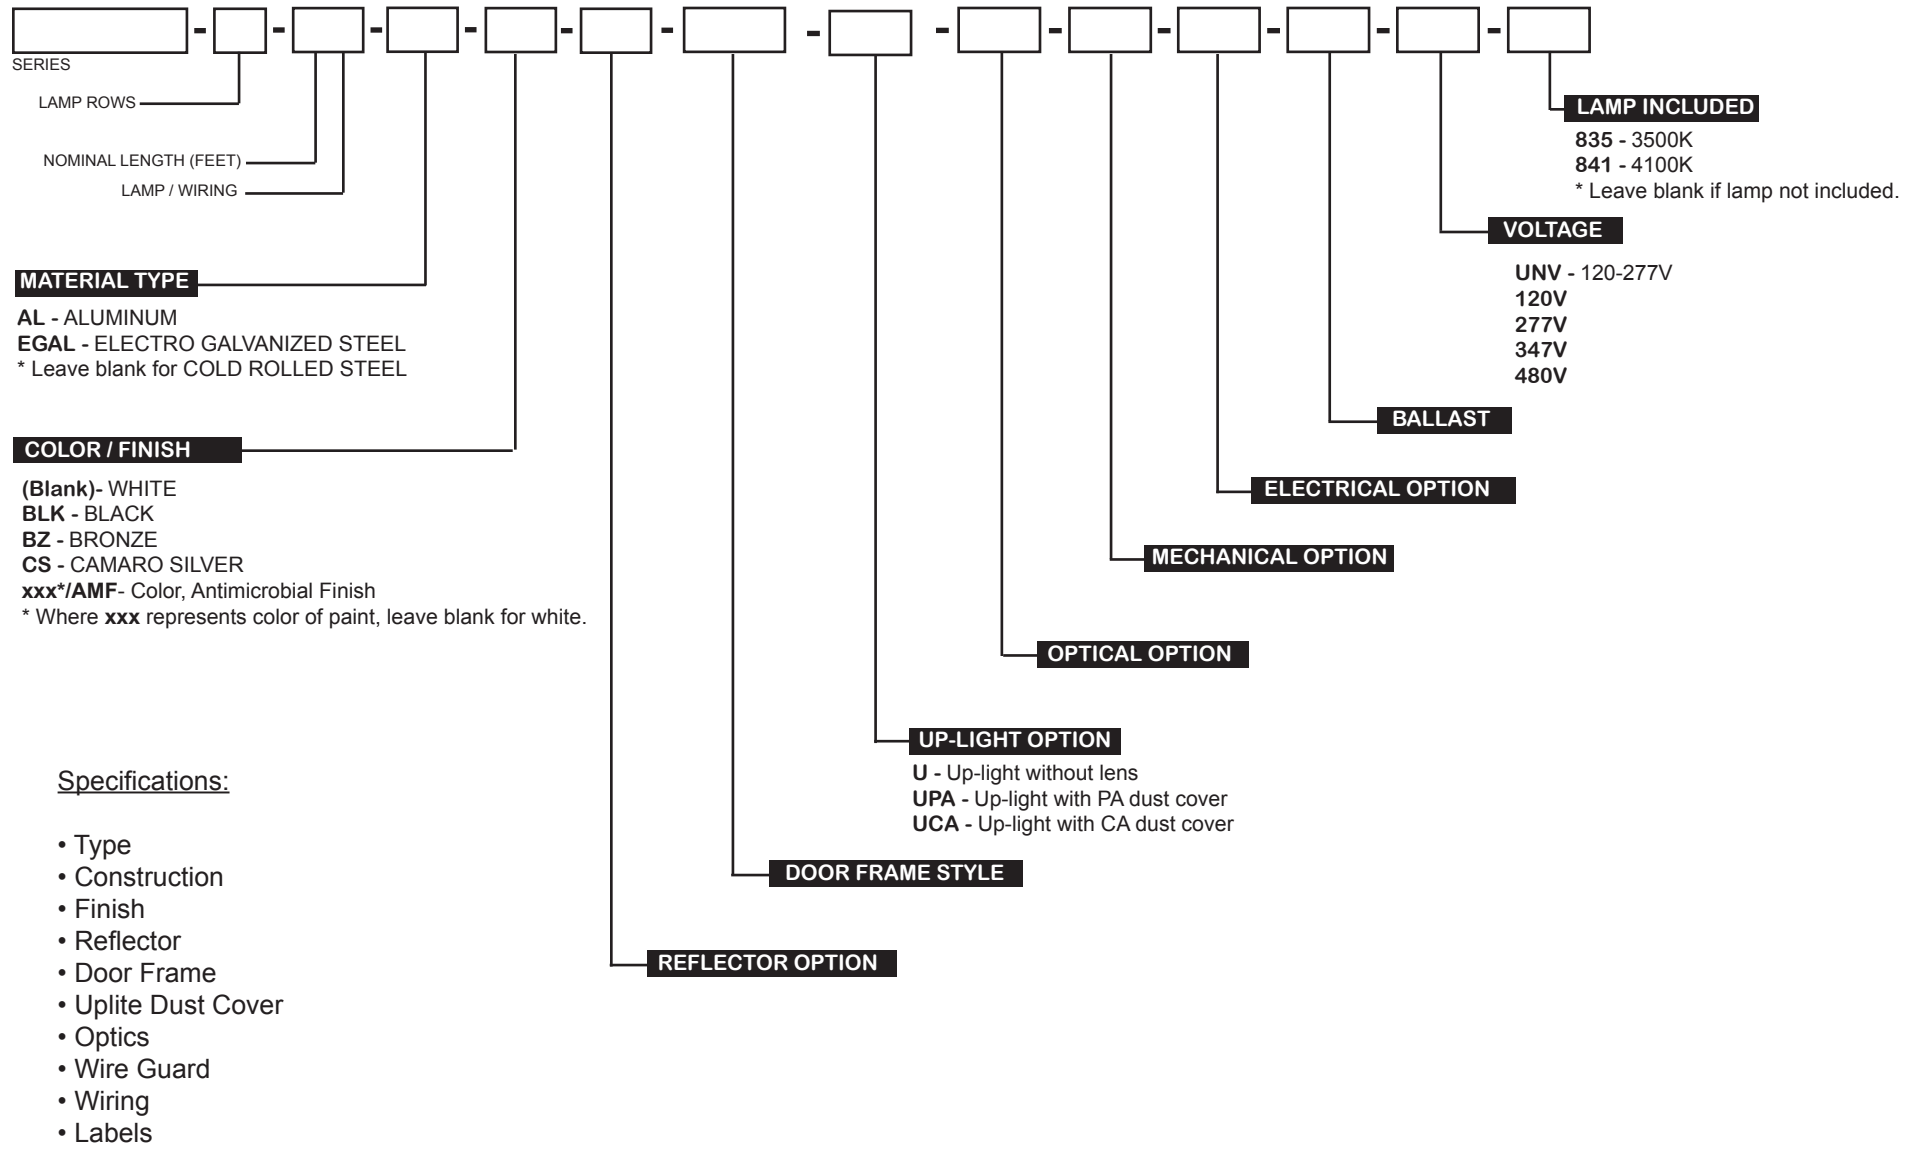 - - - - - - - - - - - - -
SERIES
LAMP ROWS
NOMINAL LENGTH (FEET)
LAMP / WIRING
MATERIAL TYPE
AL - ALUMINUM
EGAL - ELECTRO GALVANIZED STEEL
* Leave blank for COLD ROLLED STEEL
COLOR / FINISH
(Blank)- WHITE
BLK - BLACK
BZ - BRONZE
CS - CAMARO SILVER
xxx*/AMF- Color, Antimicrobial Finish
* Where xxx represents color of paint, leave blank for white.
LAMP INCLUDED
835 - 3500K
841 - 4100K
* Leave blank if lamp not included.
VOLTAGE
UNV - 120-277V
120V
277V
347V
480V
BALLAST
ELECTRICAL OPTION
MECHANICAL OPTION
OPTICAL OPTION
UP-LIGHT OPTION
U - Up-light without lens
UPA - Up-light with PA dust cover
UCA - Up-light with CA dust cover
DOOR FRAME STYLE
REFLECTOR OPTION
Specifications:
• Type
• Construction
• Finish
• Reflector
• Door Frame
• Uplite Dust Cover
• Optics
• Wire Guard
• Wiring
• Labels